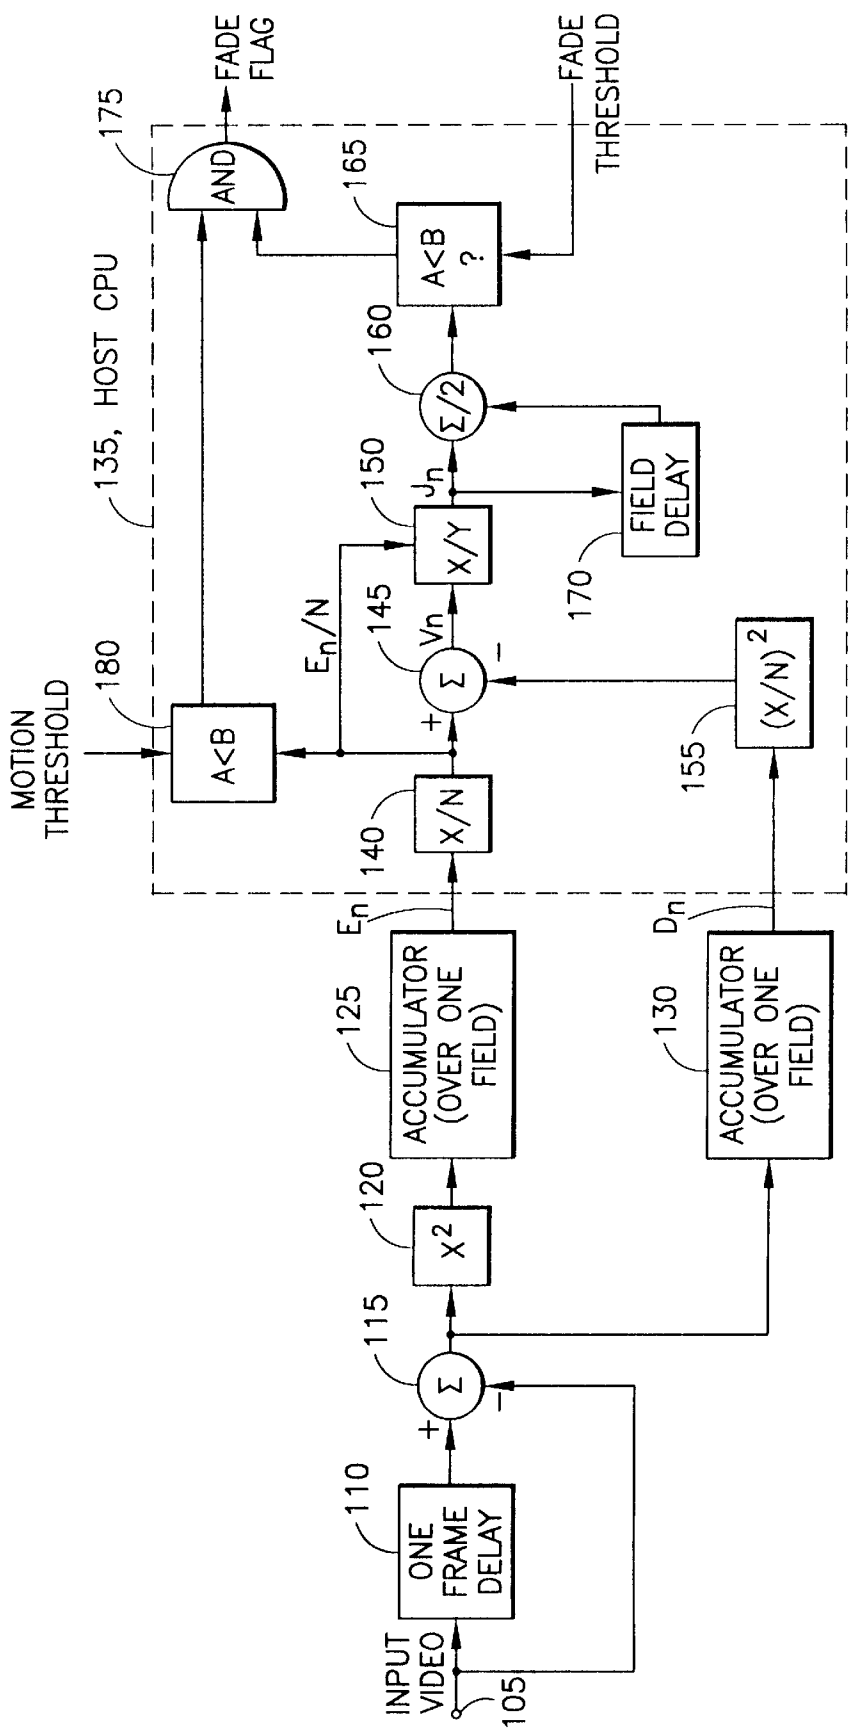 INPUT
VIDEO
105
ONE
FRAME
DELAY
110
+
−
Σ
115
X²
120
ACCUMULATOR
(OVER ONE
FIELD)
125
ACCUMULATOR
(OVER ONE
FIELD)
130
Eₙ
Dₙ
135, HOST CPU
X/N
140
MOTION
THRESHOLD
A<B
180
Eₙ/N
+
−
Σ
145
Vₙ
(X/N)²
155
X/Y
150
Jₙ
FIELD
DELAY
170
Σ/2
160
A<B
?
165
AND
175
FADE
FLAG
FADE
THRESHOLD